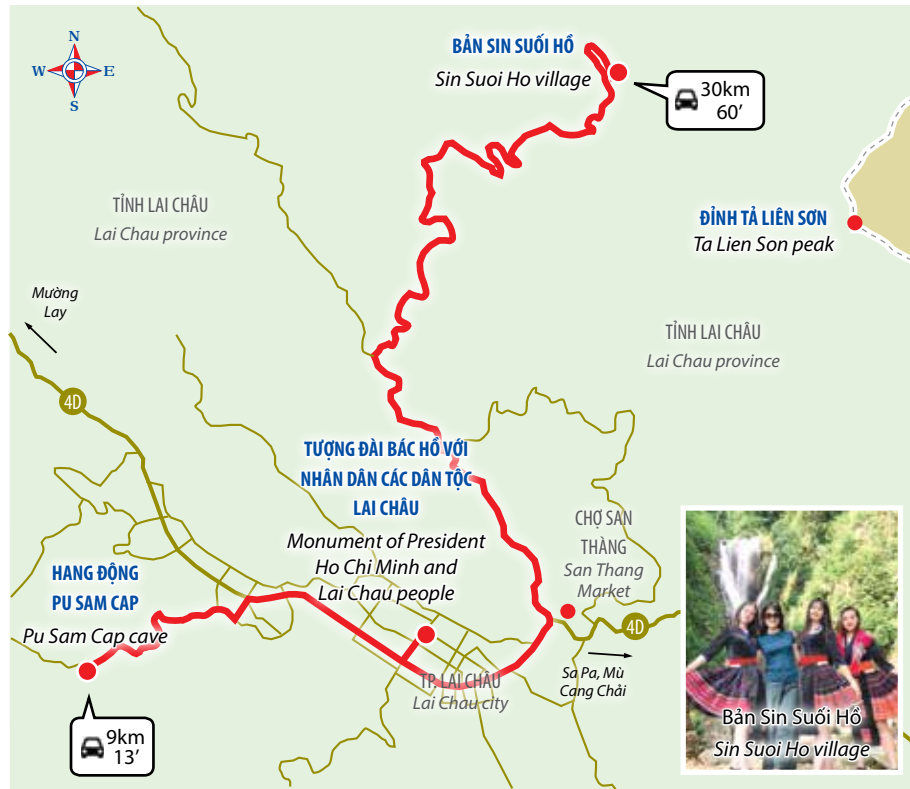 N
W E
S
BẢN SIN SUỐI HỒ
Sin Suoi Ho village
30km
60’
TỈNH LAI CHÂU
Lai Chau province
ĐỈNH TẢ LIÊN SƠN
Ta Lien Son peak
Mường
Lay
TỈNH LAI CHÂU
Lai Chau province
4D
TƯỢNG ĐÀI BÁC HỒ VỚI
NHÂN DÂN CÁC DÂN TỘC
LAI CHÂU
Monument of President
Ho Chi Minh and
Lai Chau people
CHỢ SAN
THÀNG
San Thang
Market
HANG ĐỘNG
PU SAM CAP
Pu Sam Cap cave
4D
Sa Pa, Mù
Cang Chải
TP. LAI CHÂU
Lai Chau city
9km
13’
Bản Sin Suối Hồ
Sin Suoi Ho village